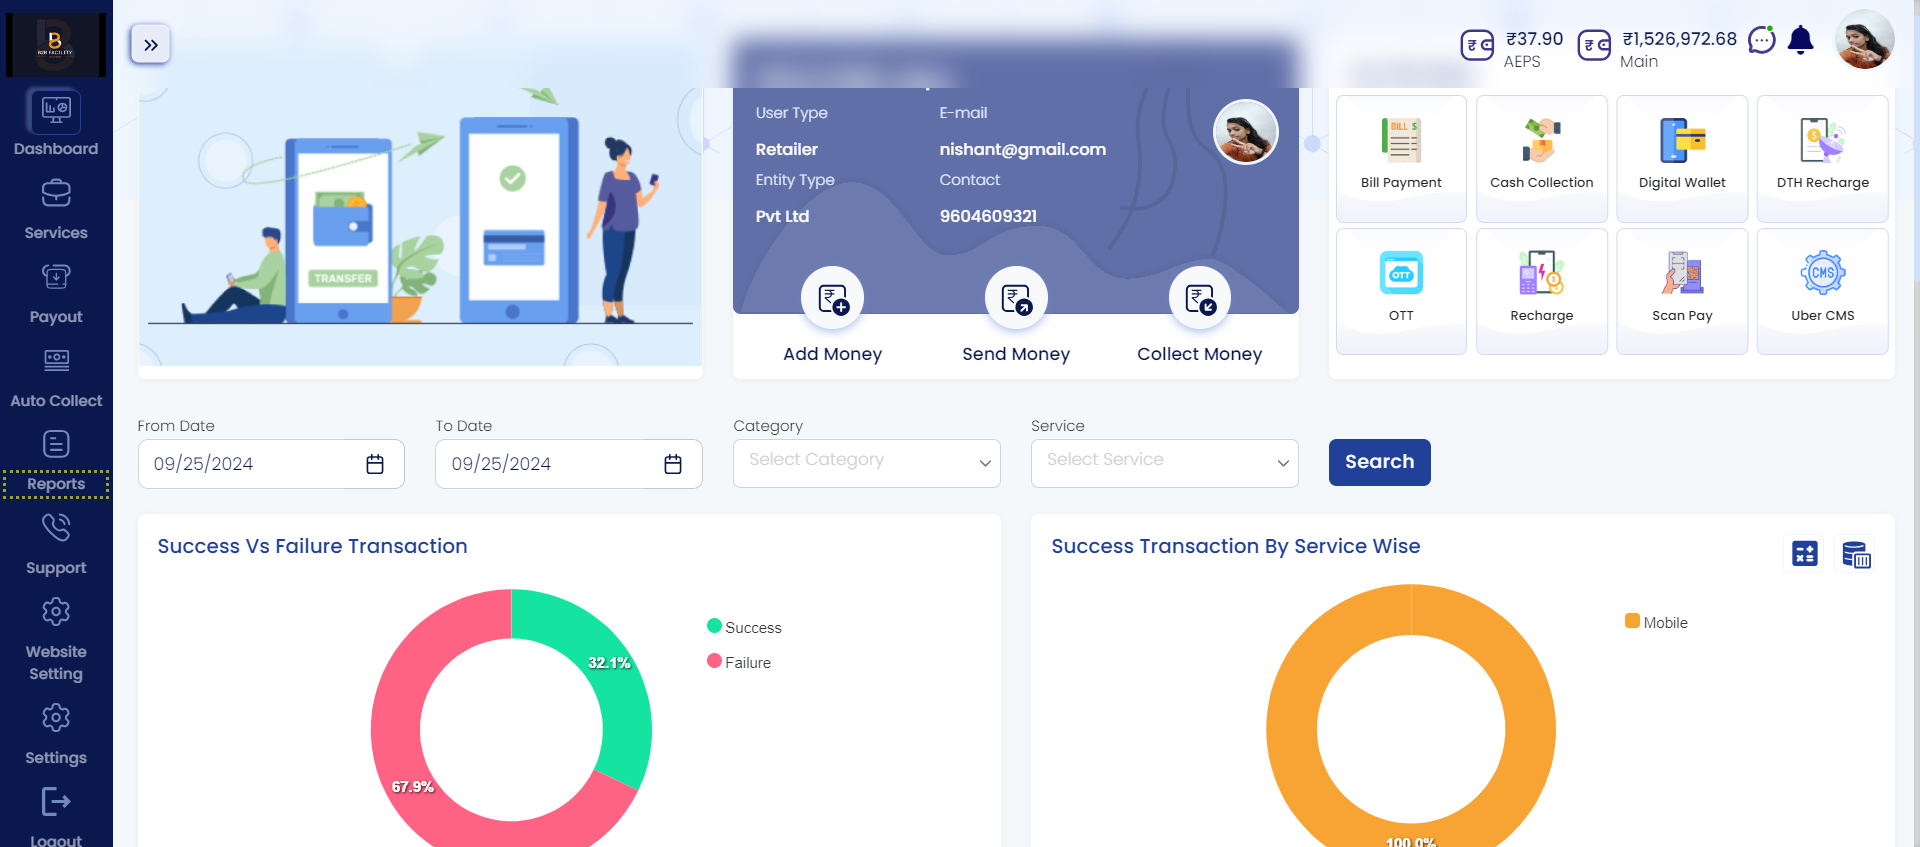 B2B FACILITY
₹37.90
AEPS
₹1,526,972.68
Main
Dashboard
Services
Payout
Auto Collect
Reports
Support
Website
Setting
Settings
Logout
TRANSFER
User Type
E-mail
Retailer
nishant@gmail.com
Entity Type
Contact
Pvt Ltd
9604609321
Add Money
Send Money
Collect Money
BILL $
Bill Payment
Cash Collection
Digital Wallet
DTH Recharge
OTT
OTT
Recharge
Scan Pay
CMS
Uber CMS
From Date
09/25/2024
To Date
09/25/2024
Category
Select Category
Service
Select Service
Search
Success Vs Failure Transaction
32.1%
67.9%
Success
Failure
Success Transaction By Service Wise
Mobile
100.0%